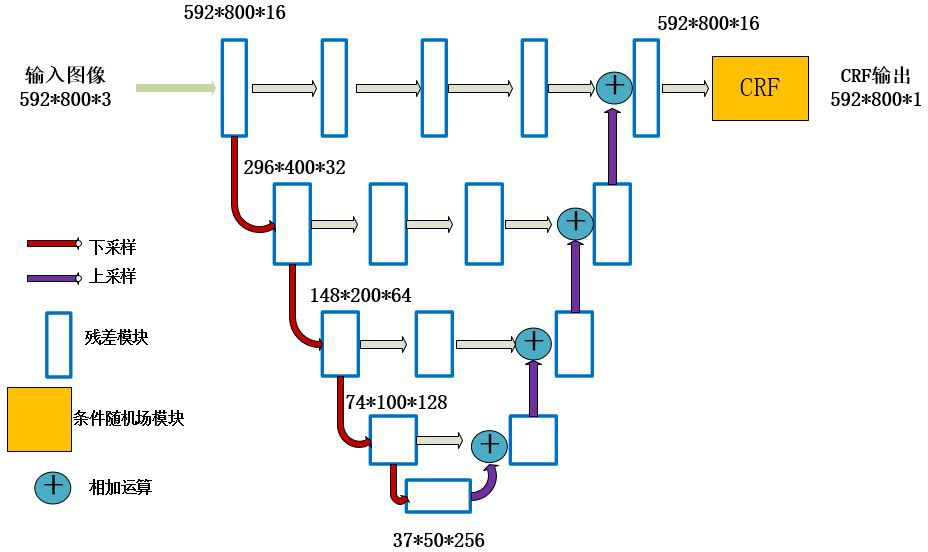 592*800*16
592*800*16
输入图像
592*800*3
CRF
CRF输出
592*800*1
296*400*32
下采样
上采样
148*200*64
残差模块
74*100*128
条件随机场模块
相加运算
37*50*256